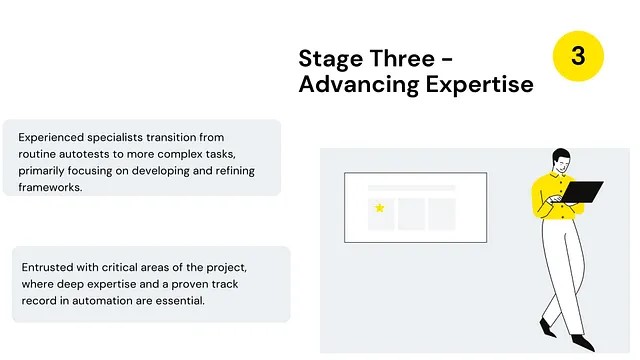 Stage Three -
Advancing Expertise
3
Experienced specialists transition from
routine autotests to more complex tasks,
primarily focusing on developing and refining
frameworks.
Entrusted with critical areas of the project,
where deep expertise and a proven track
record in automation are essential.